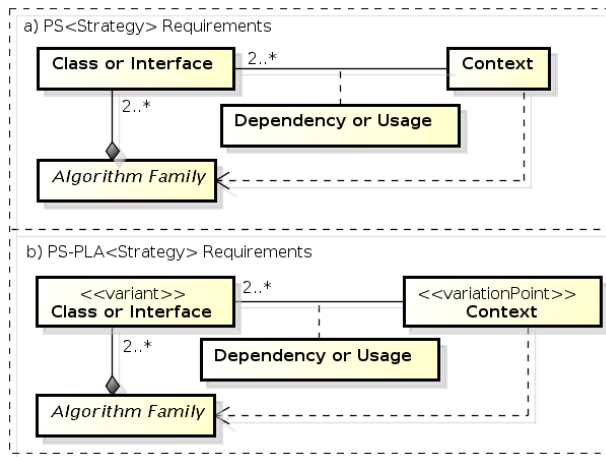 a) PS<Strategy> Requirements
Class or Interface
2..*
Context
2..*
Dependency or Usage
Algorithm Family
b) PS-PLA<Strategy> Requirements
<<variant>>
Class or Interface
2..*
<<variationPoint>>
Context
2..*
Dependency or Usage
Algorithm Family